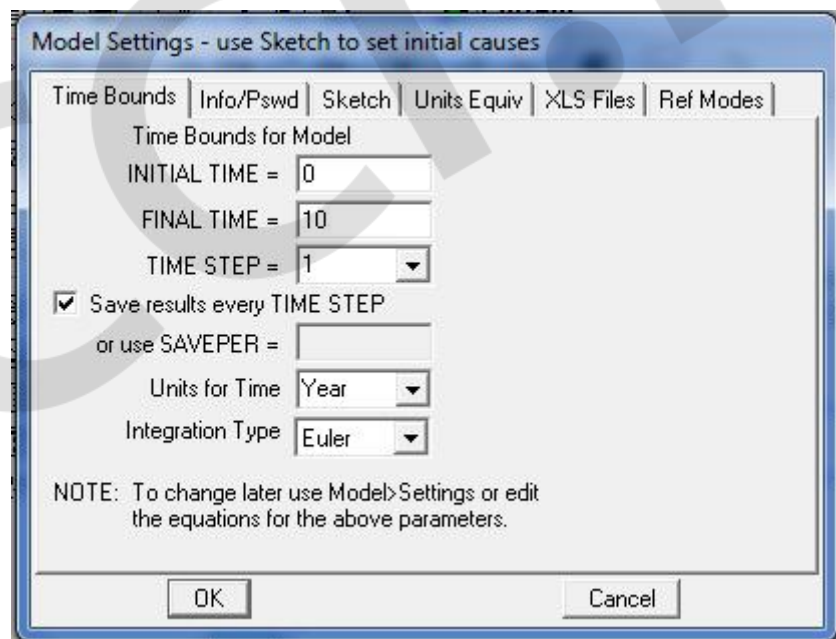 Model Settings - use Sketch to set initial causes
Time Bounds Info/Pswd Sketch Units Equiv XLS Files Ref Modes
Time Bounds for Model
INITIAL TIME = 0
FINAL TIME = 10
TIME STEP = 1
Save results every TIME STEP
or use SAVEPER =
Units for Time Year
Integration Type Euler
NOTE: To change later use Model>Settings or edit
the equations for the above parameters.
OK Cancel